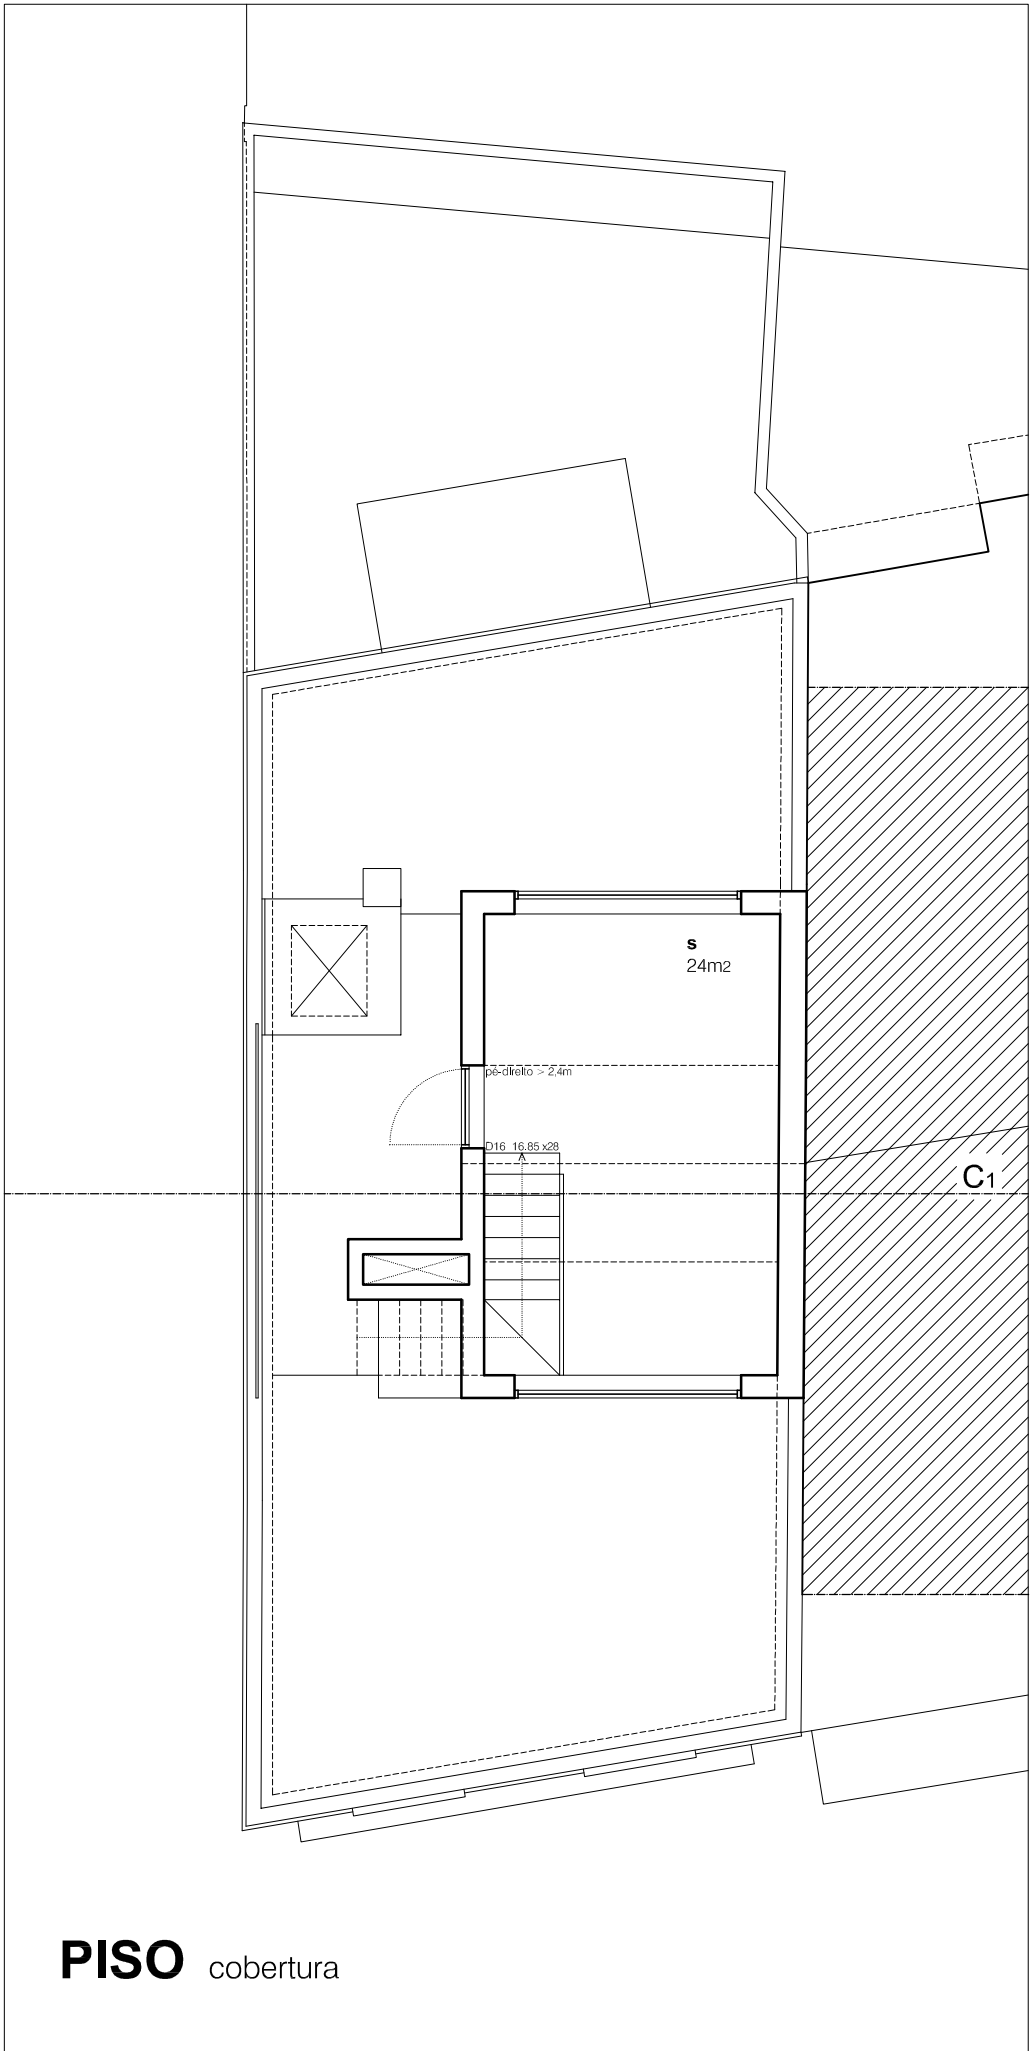 s
24m2
pé-direito > 2,4m
D16 16.85 x28
C1
PISO cobertura